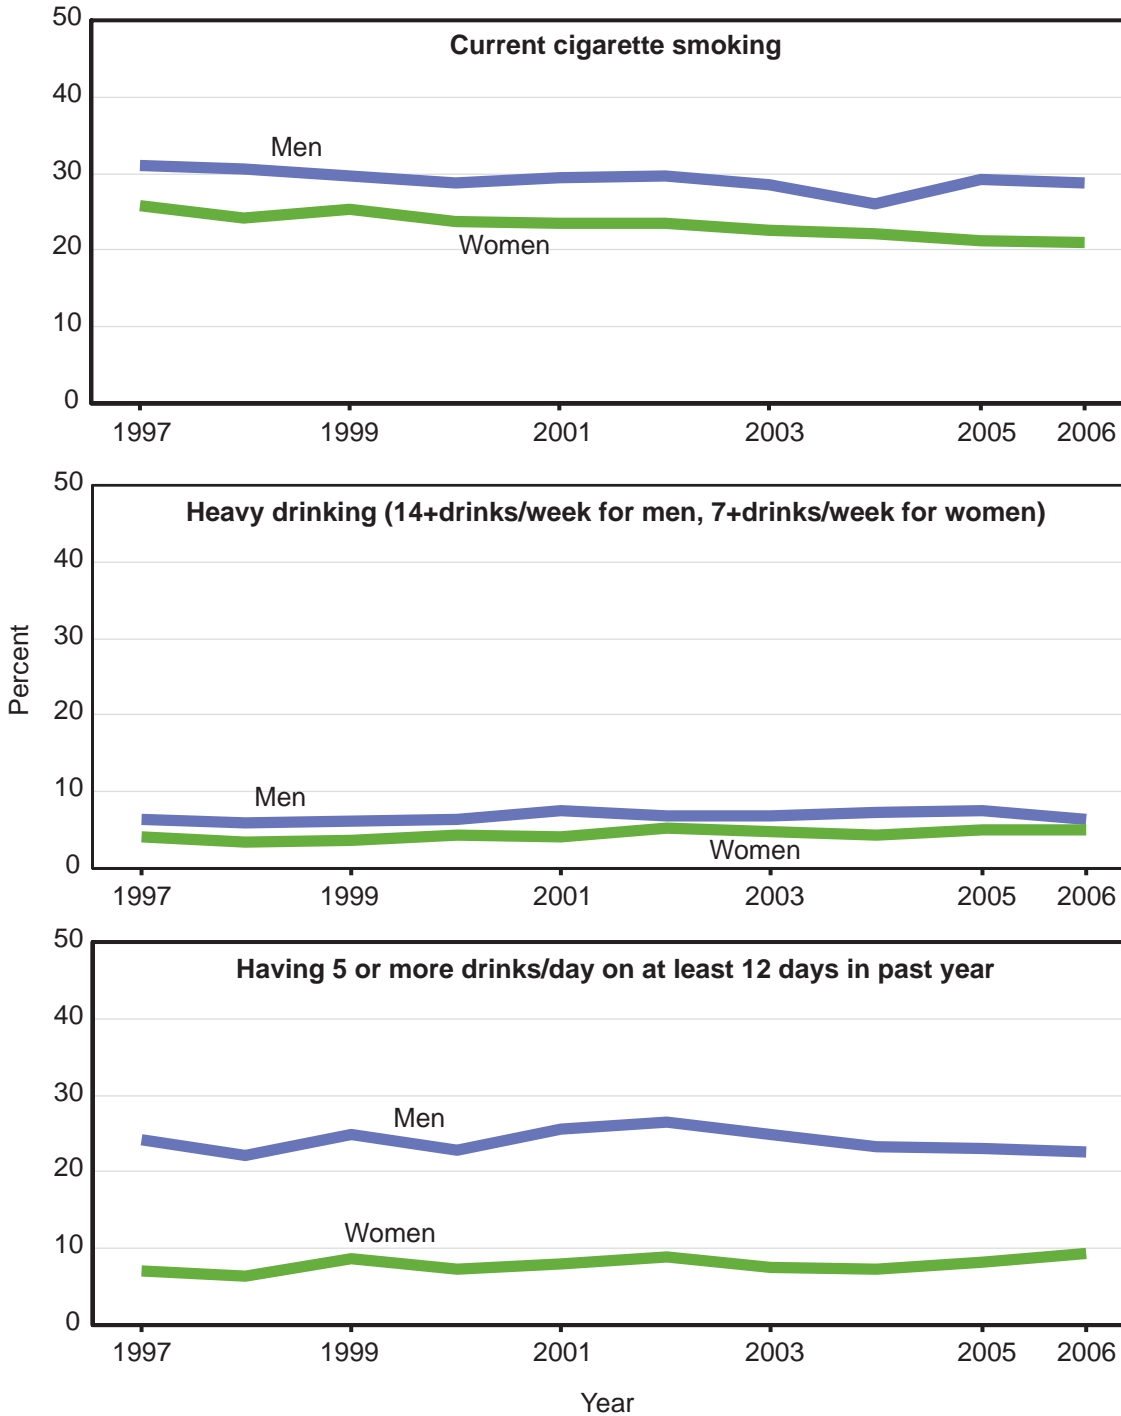 50
Current cigarette smoking
40
Men
30
20
Women
10
0
1997 1999 2001 2003 2005 2006
50
Heavy drinking (14+drinks/week for men, 7+drinks/week for women)
40
30
Percent
20
10
Men
Women
0
1997 1999 2001 2003 2005 2006
50
Having 5 or more drinks/day on at least 12 days in past year
40
30
Men
20
Women
10
0
1997 1999 2001 2003 2005 2006
Year